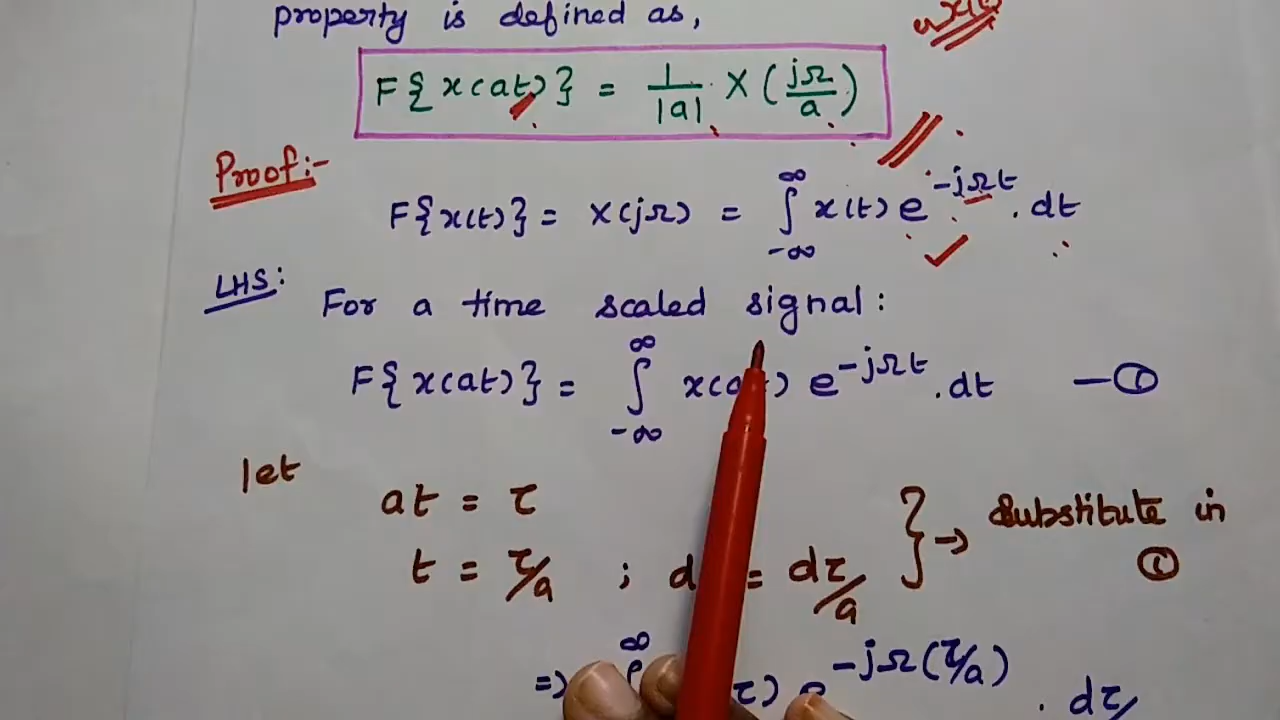 property is defined as,
F{x(at)} = 1/|a| X(jΩ/a)
Proof:-
F{x(t)} = X(jΩ) = ∫_{-∞}^{∞} x(t) e^{-jΩt}.dt
LHS:
For a time scaled signal:
F{x(at)} = ∫_{-∞}^{∞} x(at) e^{-jΩt}.dt —①
let
at = τ
t = τ/a ; d = dτ/a } → Substitute in ①
=> ∫^{∞} τ) e^{-jΩ(τ/a)} . dτ/